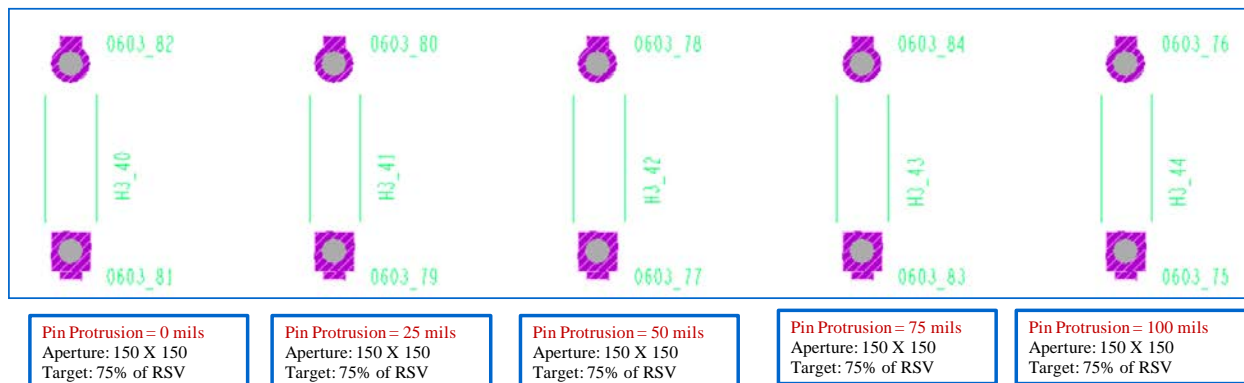 0603_82
0603_80
0603_78
0603_84
0603_76
H3_40
H3_41
H3_42
H3_43
H3_44
0603_81
0603_79
0603_77
0603_83
0603_75
Pin Protrusion = 0 mils
Aperture: 150 X 150
Target: 75% of RSV
Pin Protrusion = 25 mils
Aperture: 150 X 150
Target: 75% of RSV
Pin Protrusion = 50 mils
Aperture: 150 X 150
Target: 75% of RSV
Pin Protrusion = 75 mils
Aperture: 150 X 150
Target: 75% of RSV
Pin Protrusion = 100 mils
Aperture: 150 X 150
Target: 75% of RSV